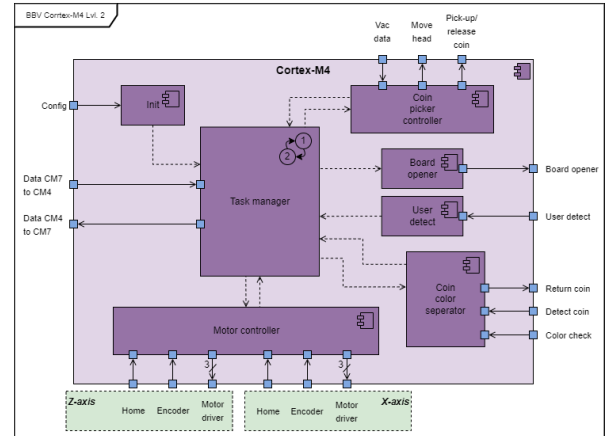 BBV Corrtex-M4 Lvl. 2
Vac
data
Move
head
Pick-up/
release
coin
Cortex-M4
Config
Init
Coin
picker
controller
1
2
Board
opener
Board opener
Data CM7
to CM4
Task manager
User
detect
User detect
Data CM4
to CM7
Coin
color
seperator
Return coin
Detect coin
Color check
Motor controller
3
3
Z-axis
Home
Encoder
Motor
driver
Home
Encoder
Motor
driver
X-axis